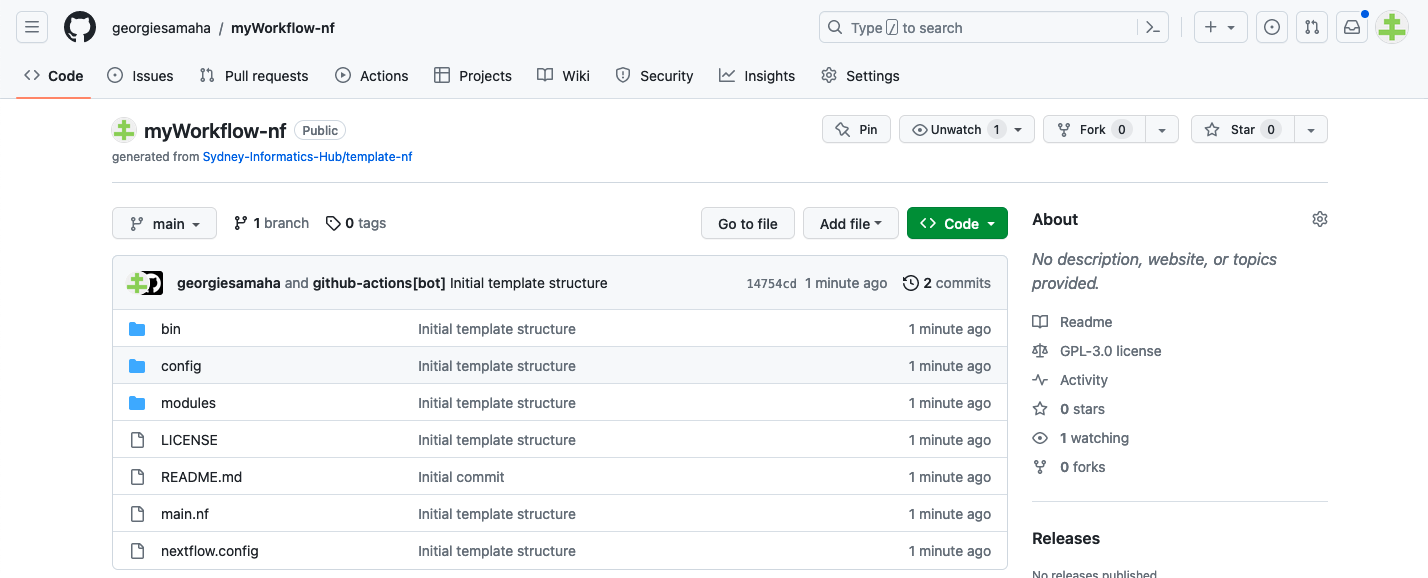 georgiesamaha / myWorkflow-nf
Type / to search
Code Issues Pull requests Actions Projects Wiki Security Insights Settings
myWorkflow-nf Public
Pin Unwatch 1 Fork 0 Star 0
generated from Sydney-Informatics-Hub/template-nf
main 1 branch 0 tags Go to file Add file Code
georgiesamaha and github-actions[bot] Initial template structure 14754cd 1 minute ago 2 commits
bin Initial template structure 1 minute ago
config Initial template structure 1 minute ago
modules Initial template structure 1 minute ago
LICENSE Initial template structure 1 minute ago
README.md Initial commit 1 minute ago
main.nf Initial template structure 1 minute ago
nextflow.config Initial template structure 1 minute ago
About
No description, website, or topics
provided.
Readme
GPL-3.0 license
Activity
0 stars
1 watching
0 forks
Releases
No releases published